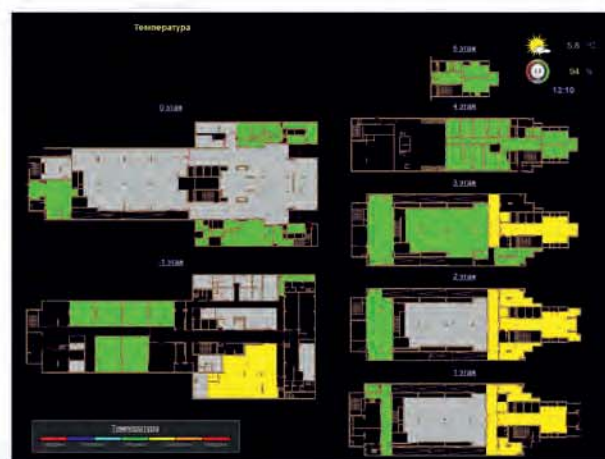 Температура
5 этаж
5,8 °C
94 %
12:10
0 этаж
4 этаж
3 этаж
-1 этаж
2 этаж
1 этаж
Температура